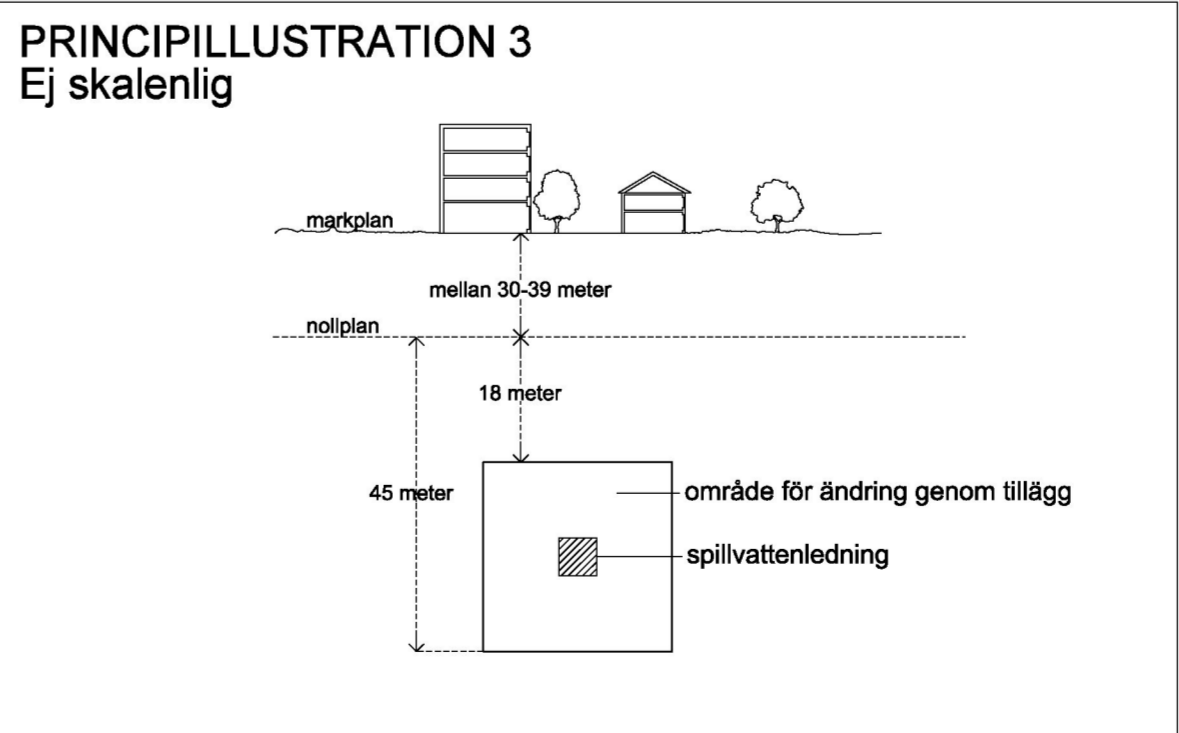 PRINCIPILLUSTRATION 3
Ej skalenlig
markplan
mellan 30-39 meter
nollplan
18 meter
45 meter
område för ändring genom tillägg
spillvattenledning